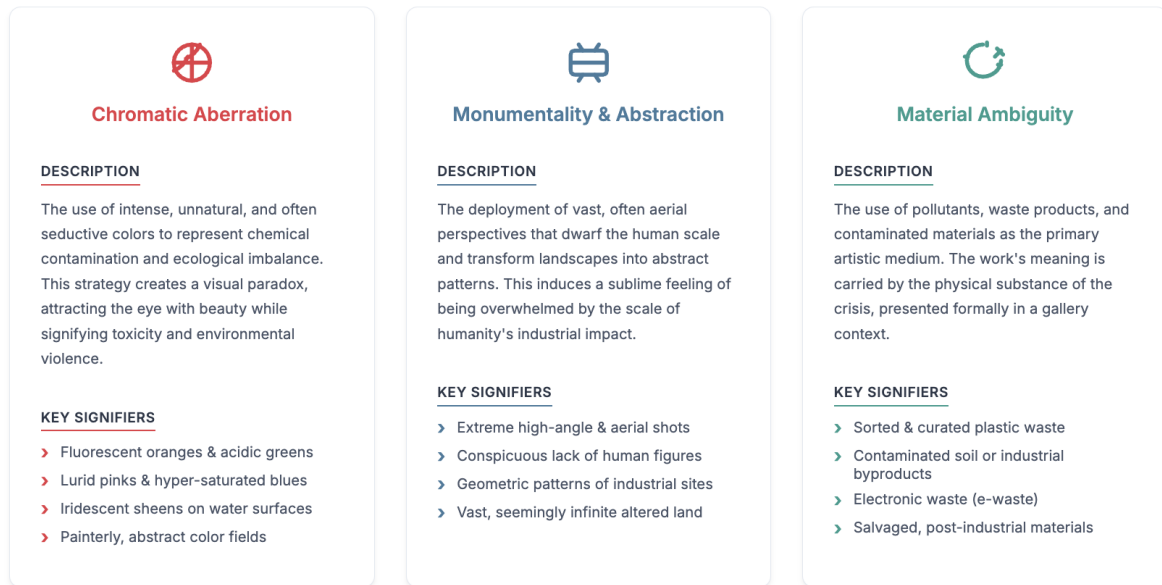 Chromatic Aberration
DESCRIPTION
The use of intense, unnatural, and often
seductive colors to represent chemical
contamination and ecological imbalance.
This strategy creates a visual paradox,
attracting the eye with beauty while
signifying toxicity and environmental
violence.
KEY SIGNIFIERS
Fluorescent oranges & acidic greens
Lurid pinks & hyper-saturated blues
Iridescent sheens on water surfaces
Painterly, abstract color fields
Monumentality & Abstraction
DESCRIPTION
The deployment of vast, often aerial
perspectives that dwarf the human scale
and transform landscapes into abstract
patterns. This induces a sublime feeling of
being overwhelmed by the scale of
humanity's industrial impact.
KEY SIGNIFIERS
Extreme high-angle & aerial shots
Conspicuous lack of human figures
Geometric patterns of industrial sites
Vast, seemingly infinite altered land
Material Ambiguity
DESCRIPTION
The use of pollutants, waste products, and
contaminated materials as the primary
artistic medium. The work's meaning is
carried by the physical substance of the
crisis, presented formally in a gallery
context.
KEY SIGNIFIERS
Sorted & curated plastic waste
Contaminated soil or industrial
byproducts
Electronic waste (e-waste)
Salvaged, post-industrial materials